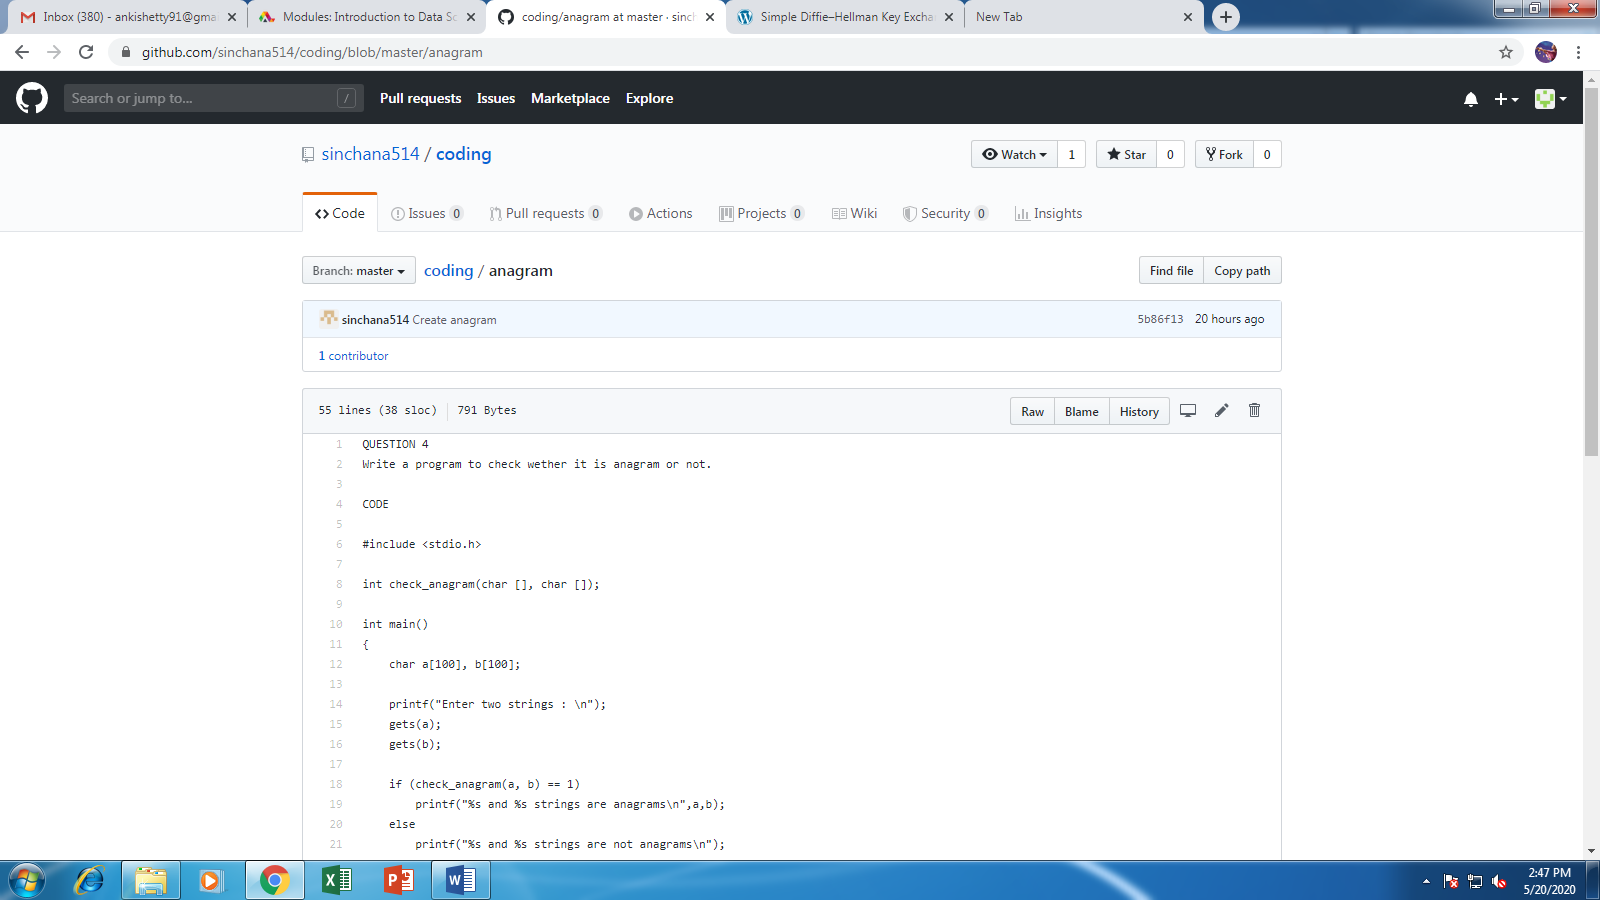 Inbox (380) - ankishetty91@gmai
Modules: Introduction to Data Sc
coding/anagram at master · sinch
Simple Diffie–Hellman Key Excha
New Tab
github.com/sinchana514/coding/blob/master/anagram
Search or jump to... /
Pull requests Issues Marketplace Explore
sinchana514 / coding
Watch 1 Star 0 Fork 0
Code Issues 0 Pull requests 0 Actions Projects 0 Wiki Security 0 Insights
Branch: master coding / anagram Find file Copy path
sinchana514 Create anagram 5b86f13 20 hours ago
1 contributor
55 lines (38 sloc) 791 Bytes Raw Blame History
1 QUESTION 4
2 Write a program to check wether it is anagram or not.
3
4 CODE
5
6 #include <stdio.h>
7
8 int check_anagram(char [], char []);
9
10 int main()
11 {
12 char a[100], b[100];
13
14 printf("Enter two strings : \n");
15 gets(a);
16 gets(b);
17
18 if (check_anagram(a, b) == 1)
19 printf("%s and %s strings are anagrams\n",a,b);
20 else
21 printf("%s and %s strings are not anagrams\n");
2:47 PM
5/20/2020